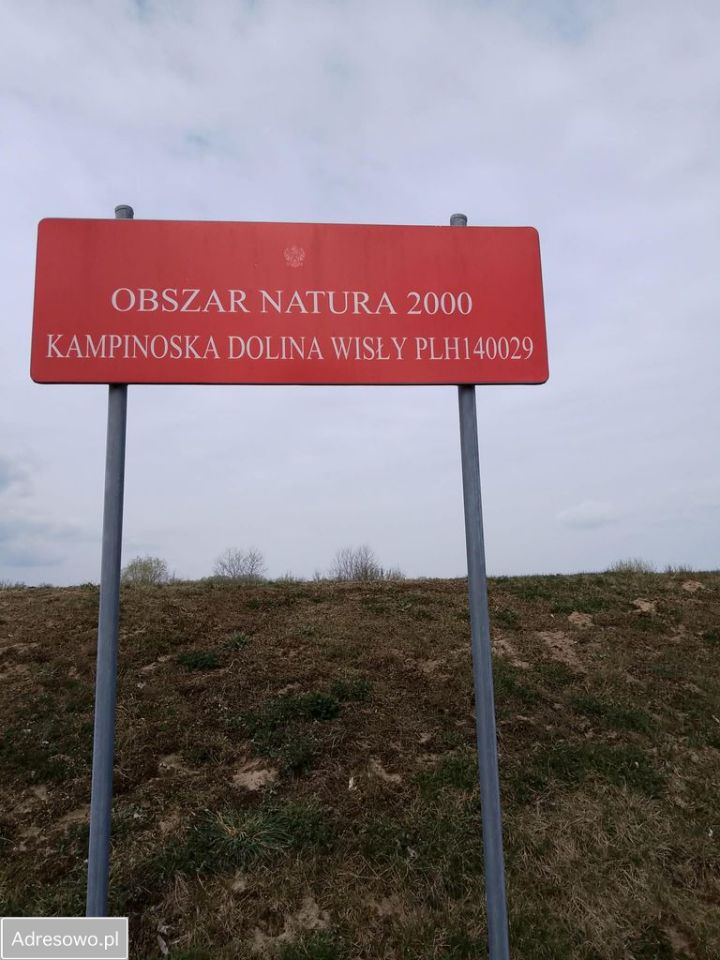 OBSZAR NATURA 2000
KAMPINOSKA DOLINA WISŁY PLH140029
Adresowo.pl